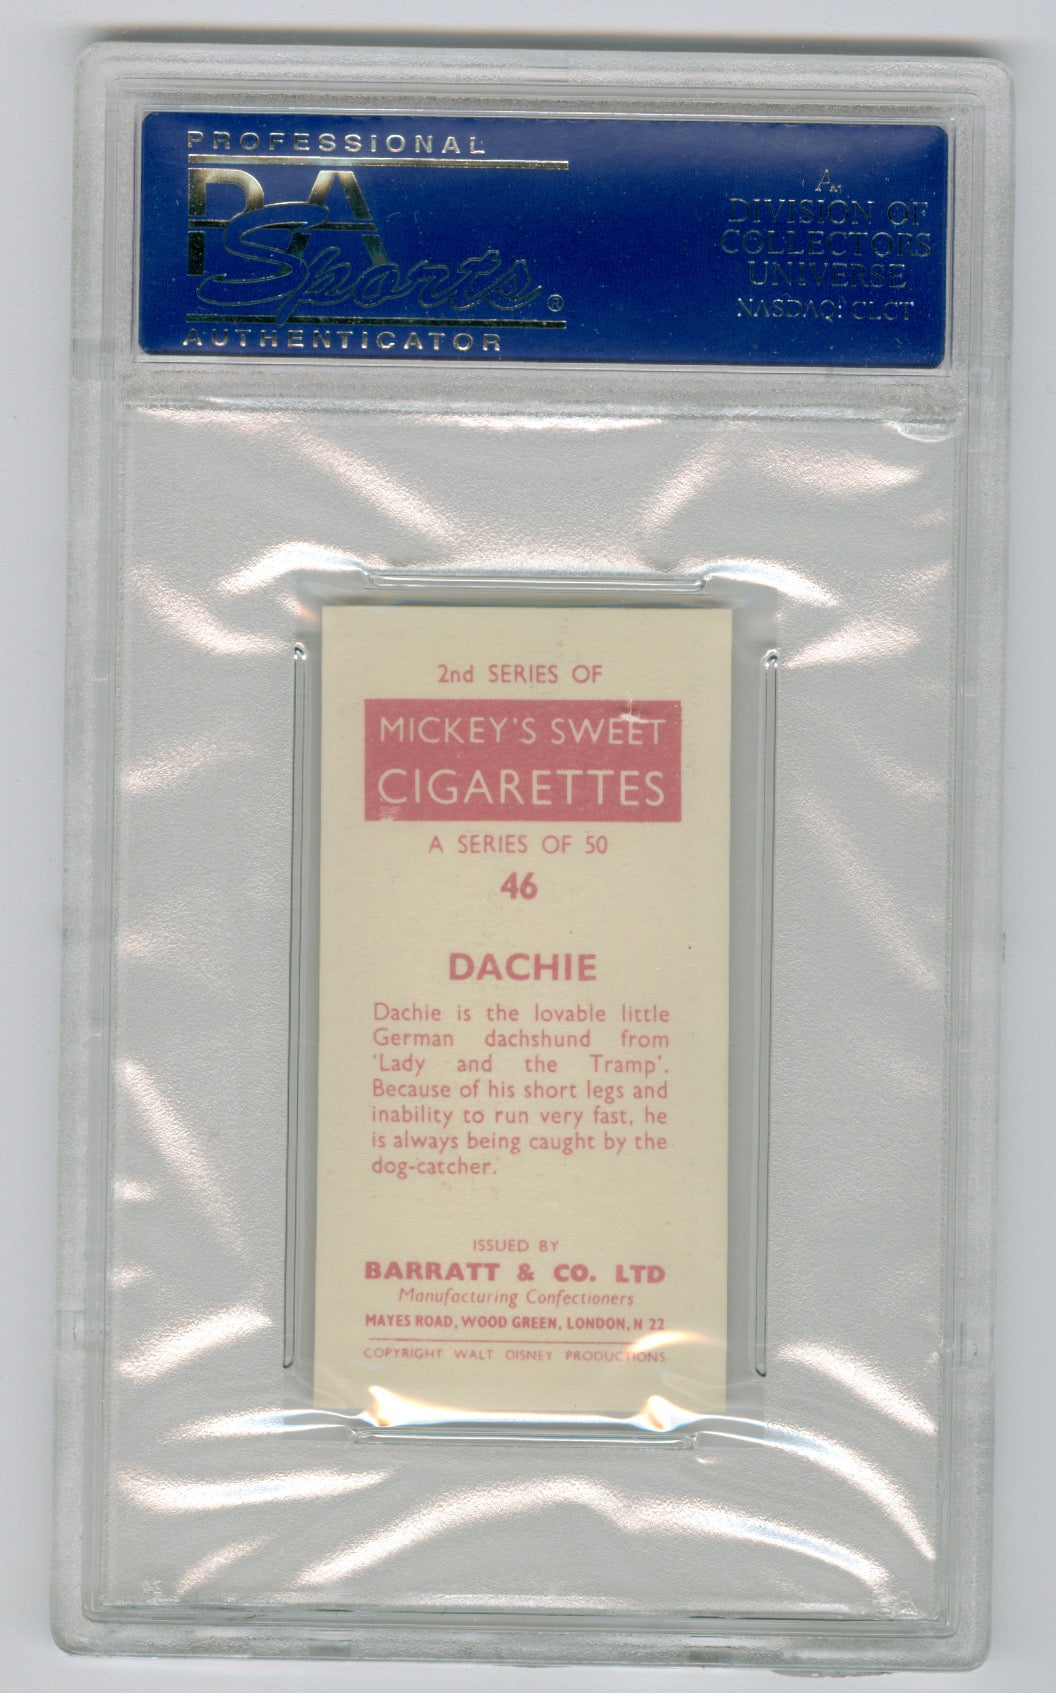 PROFESSIONAL
PSA
Sports®
AUTHENTICATOR
A
DIVISION OF
COLLECTORS
UNIVERSE
NASDAQ: CLCT
2nd SERIES OF
MICKEY'S SWEET
CIGARETTES
A SERIES OF 50
46
DACHIE
Dachie is the lovable little
German dachshund from
'Lady and the Tramp'.
Because of his short legs and
inability to run very fast, he
is always being caught by the
dog-catcher.
ISSUED BY
BARRATT & CO. LTD
Manufacturing Confectioners
MAYES ROAD, WOOD GREEN, LONDON, N 22
COPYRIGHT WALT DISNEY PRODUCTIONS